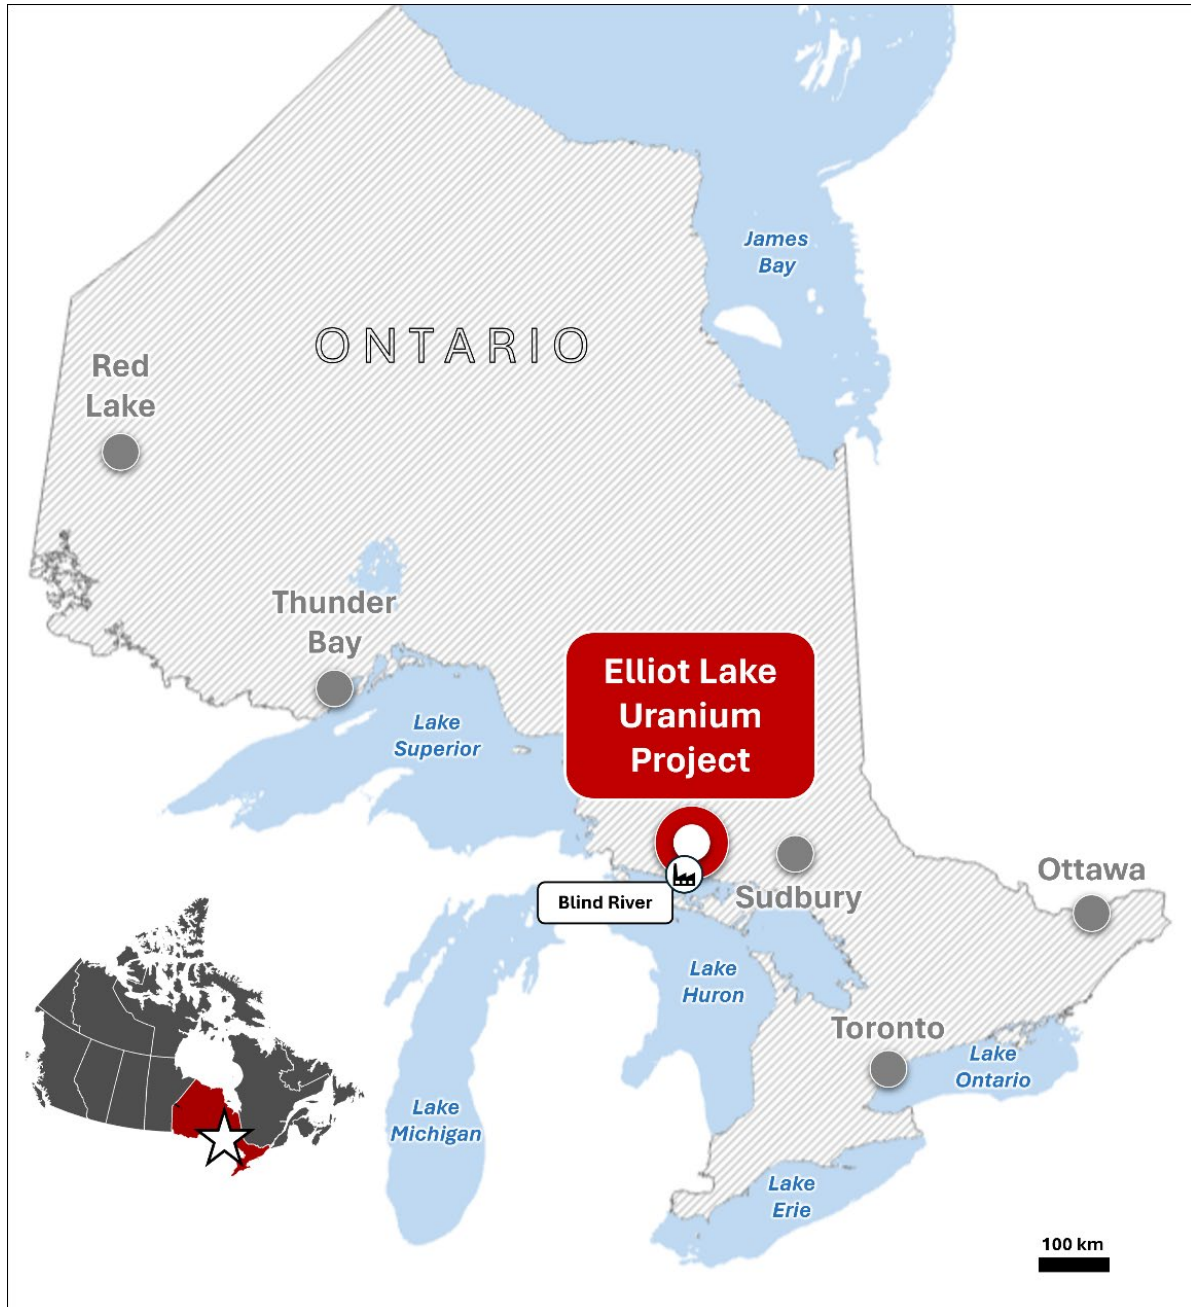 James
Bay
ONTARIO
Red
Lake
Thunder
Bay
Elliot Lake
Uranium
Project
Lake
Superior
Ottawa
Sudbury
Blind River
Lake
Huron
Toronto
Lake
Ontario
Lake
Michigan
Lake
Erie
100 km